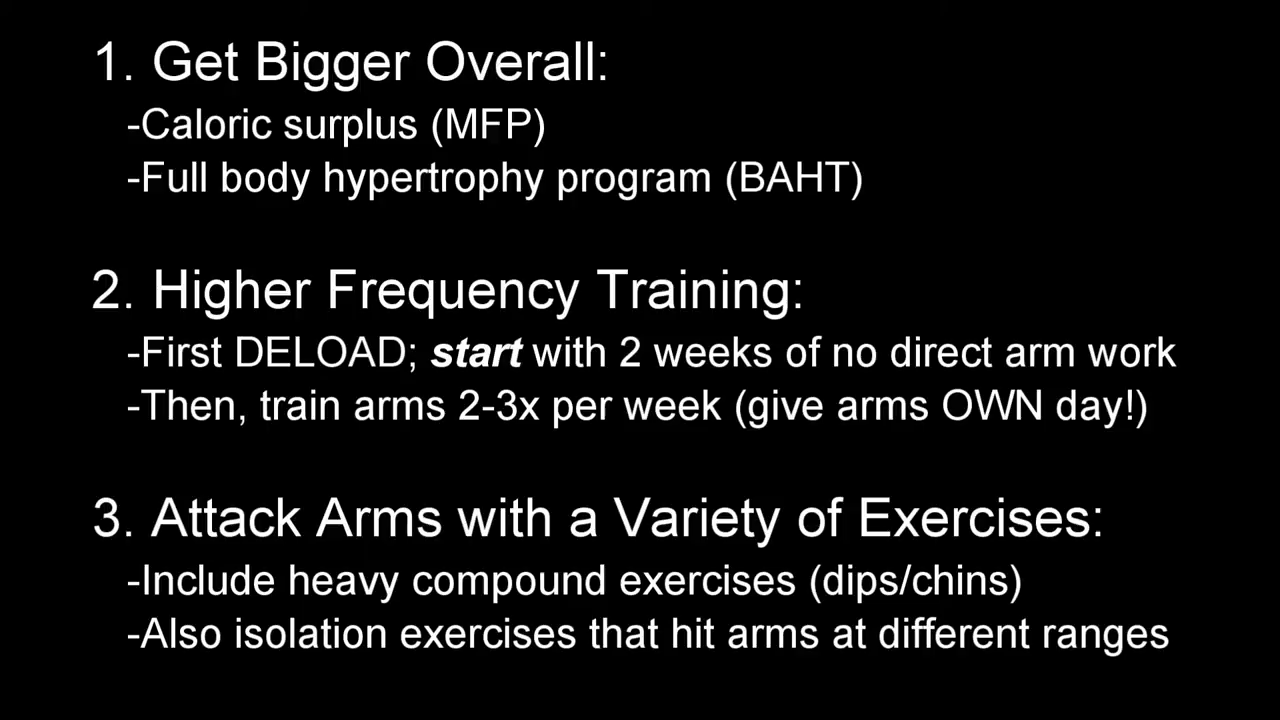 1. Get Bigger Overall:
-Caloric surplus (MFP)
-Full body hypertrophy program (BAHT)
2. Higher Frequency Training:
-First DELOAD; start with 2 weeks of no direct arm work
-Then, train arms 2-3x per week (give arms OWN day!)
3. Attack Arms with a Variety of Exercises:
-Include heavy compound exercises (dips/chins)
-Also isolation exercises that hit arms at different ranges